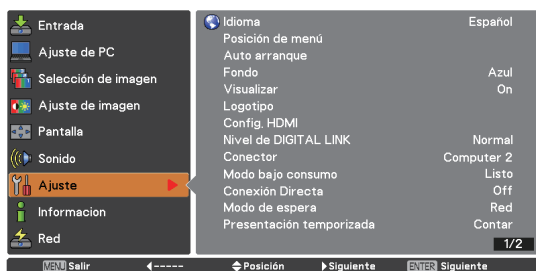 Entrada
Ajuste de PC
Selección de imagen
Ajuste de imagen
Pantalla
Sonido
Ajuste
Informacion
Red
Idioma Español
Posición de menú
Auto arranque
Fondo Azul
Visualizar On
Logotipo
Config. HDMI
Nivel de DIGITAL LINK Normal
Conector Computer 2
Modo bajo consumo Listo
Conexión Directa Off
Modo de espera Red
Presentación temporizada Contar
1/2
MENU Salir ----- Posición Siguiente ENTER Siguiente